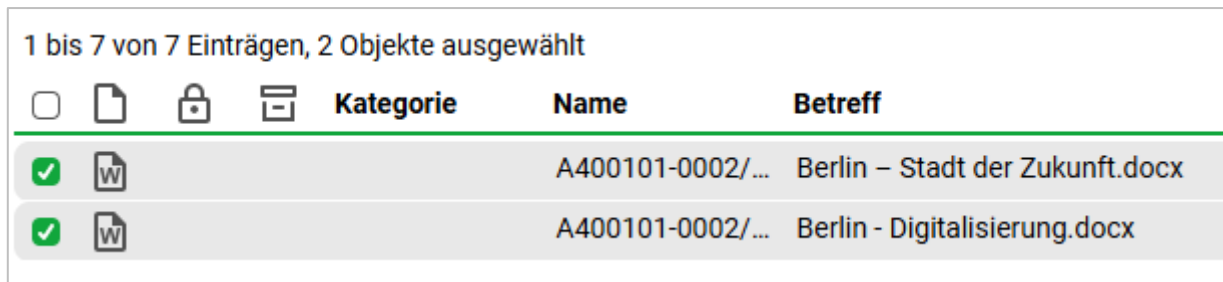 1 bis 7 von 7 Einträgen, 2 Objekte ausgewählt
Kategorie Name Betreff
W A400101-0002/... Berlin – Stadt der Zukunft.docx
W A400101-0002/... Berlin - Digitalisierung.docx